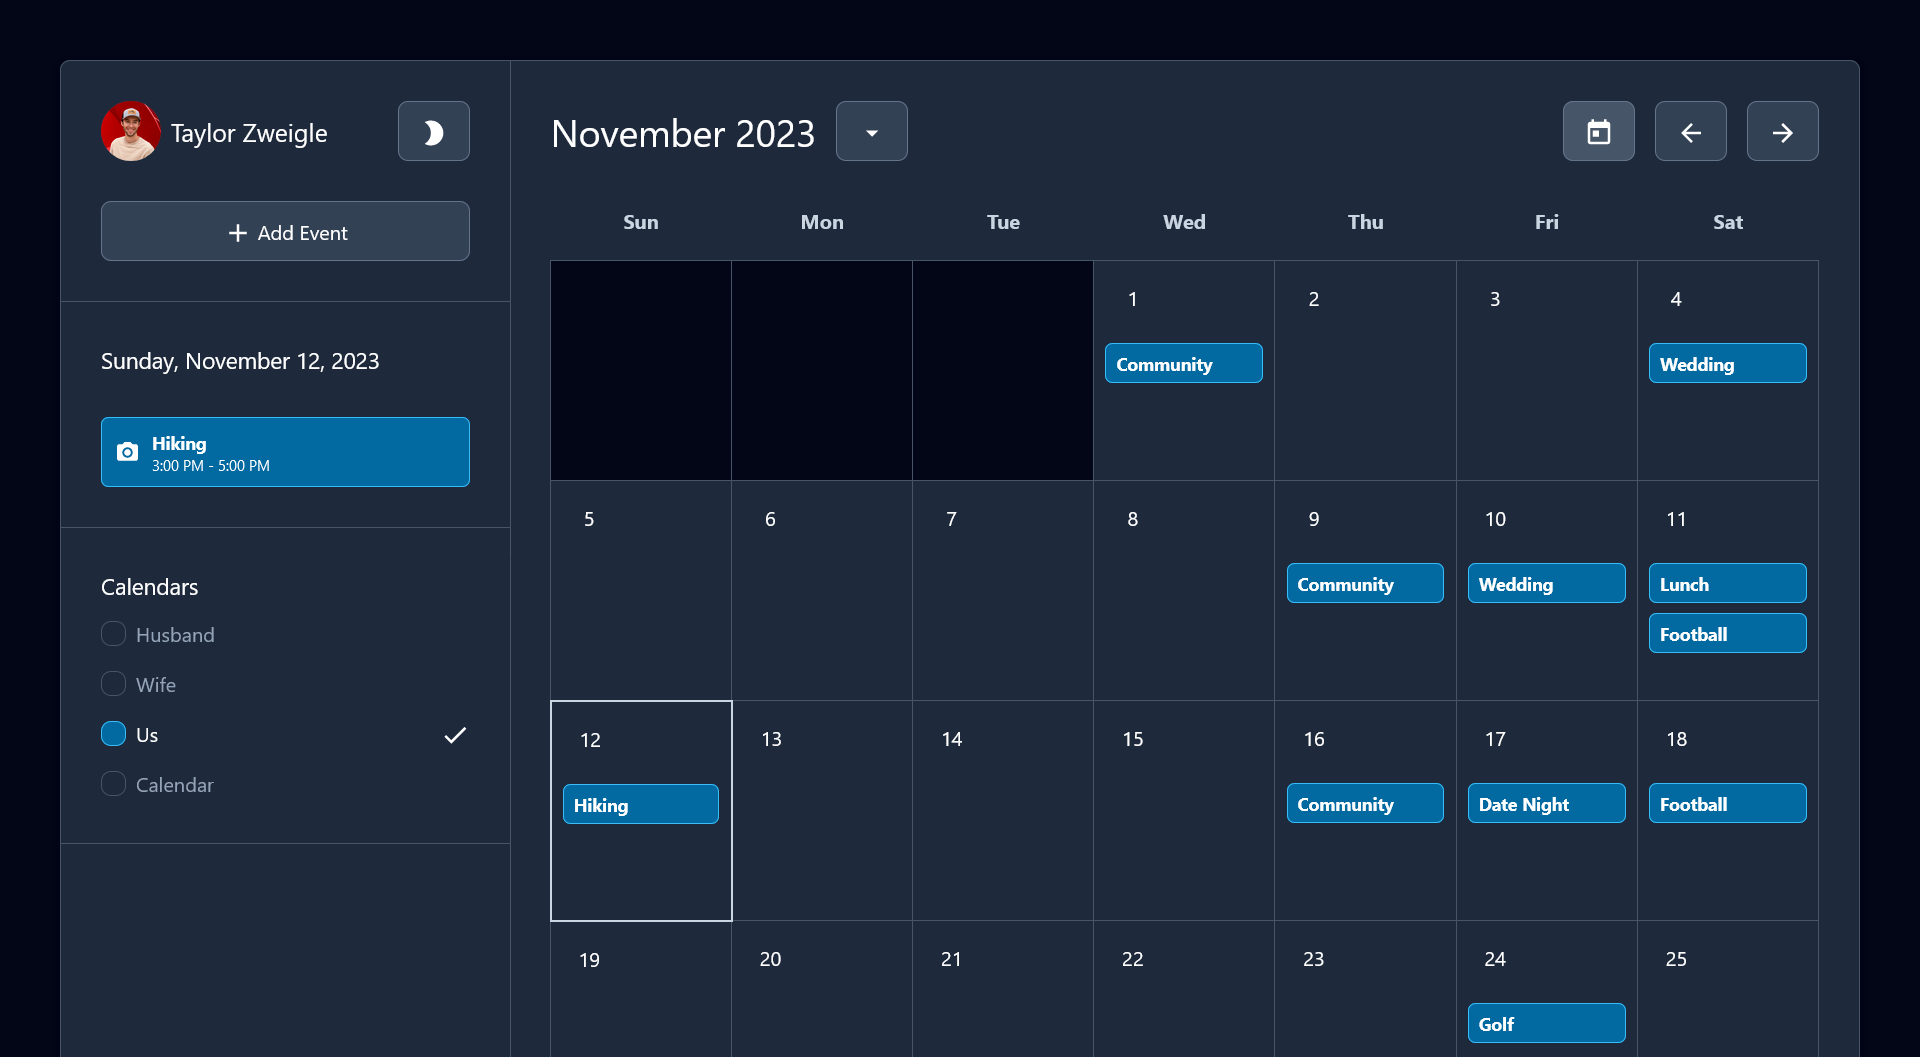 Taylor Zweigle
Add Event
Sunday, November 12, 2023
Hiking
3:00 PM - 5:00 PM
Calendars
Husband
Wife
Us
Calendar
November 2023
Sun Mon Tue Wed Thu Fri Sat
1 2 3 4
Community Wedding
5 6 7 8 9 10 11
Community Wedding Lunch
Football
12 13 14 15 16 17 18
Hiking Community Date Night Football
19 20 21 22 23 24 25
Golf